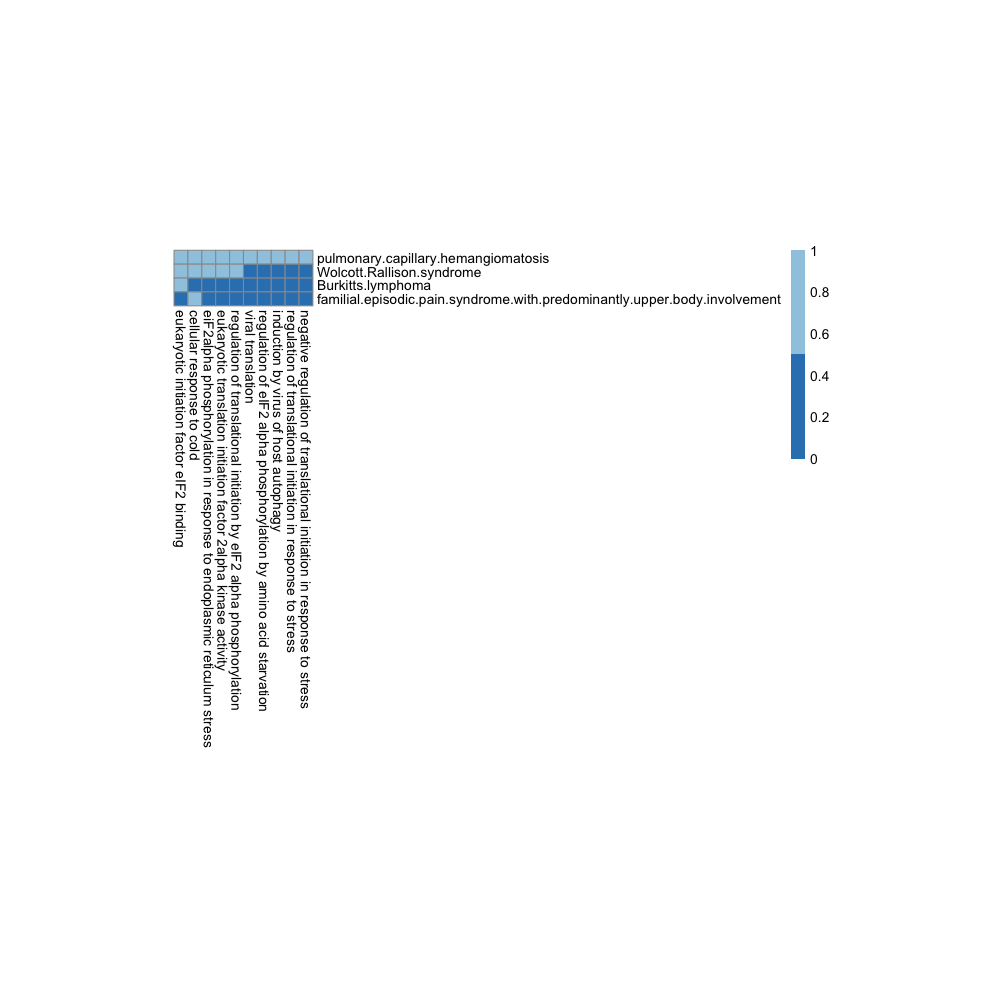 pulmonary.capillary.hemangiomatosis
Wolcott.Rallison.syndrome
Burkitts.lymphoma
familial.episodic.pain.syndrome.with.predominantly.upper.body.involvement
1
0.8
0.6
0.4
0.2
0
eukaryotic initiation factor eIF2 binding
cellular response to cold
eiF2alpha phosphorylation in response to endoplasmic reticulum stress
eukaryotic translation initiation factor 2alpha kinase activity
regulation of translational initiation by eIF2 alpha phosphorylation
viral translation
regulation of eIF2 alpha phosphorylation by amino acid starvation
induction by virus of host autophagy
regulation of translational initiation in response to stress
negative regulation of translational initiation in response to stress